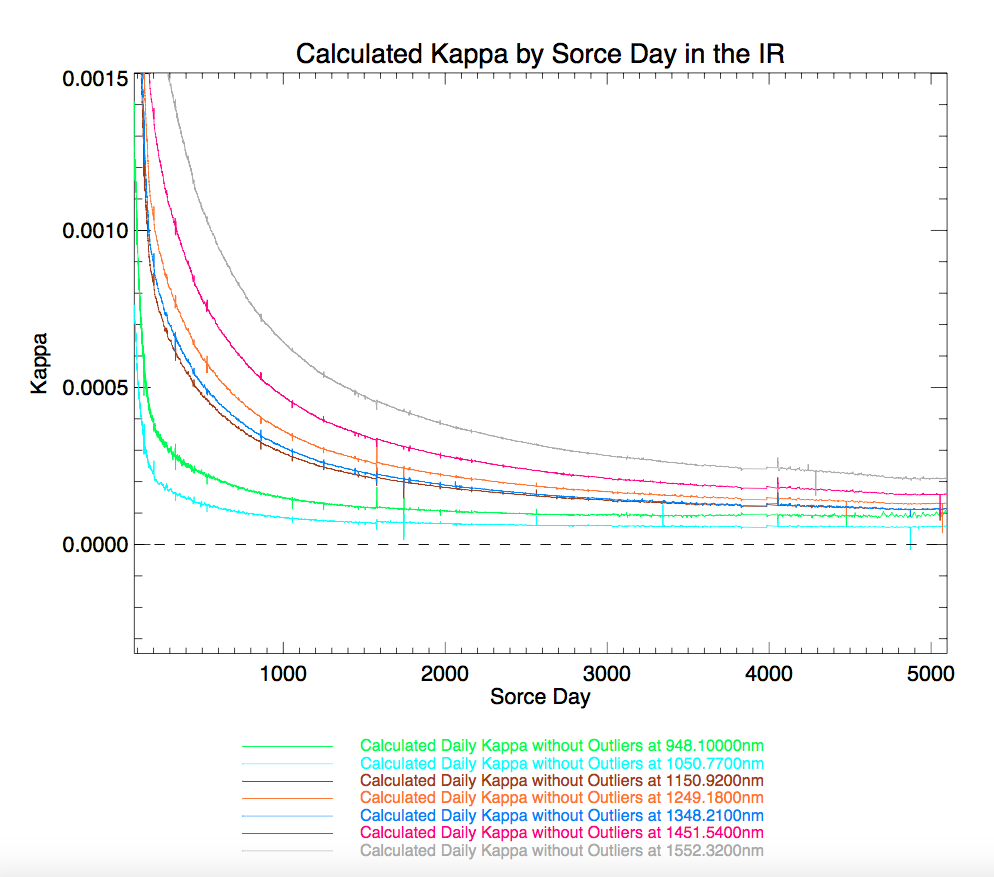 Calculated Kappa by Sorce Day in the IR
0.0015
0.0010
Kappa
0.0005
0.0000
1000 2000 3000 4000 5000
Sorce Day
Calculated Daily Kappa without Outliers at 948.10000nm
Calculated Daily Kappa without Outliers at 1050.7700nm
Calculated Daily Kappa without Outliers at 1150.9200nm
Calculated Daily Kappa without Outliers at 1249.1800nm
Calculated Daily Kappa without Outliers at 1348.2100nm
Calculated Daily Kappa without Outliers at 1451.5400nm
Calculated Daily Kappa without Outliers at 1552.3200nm